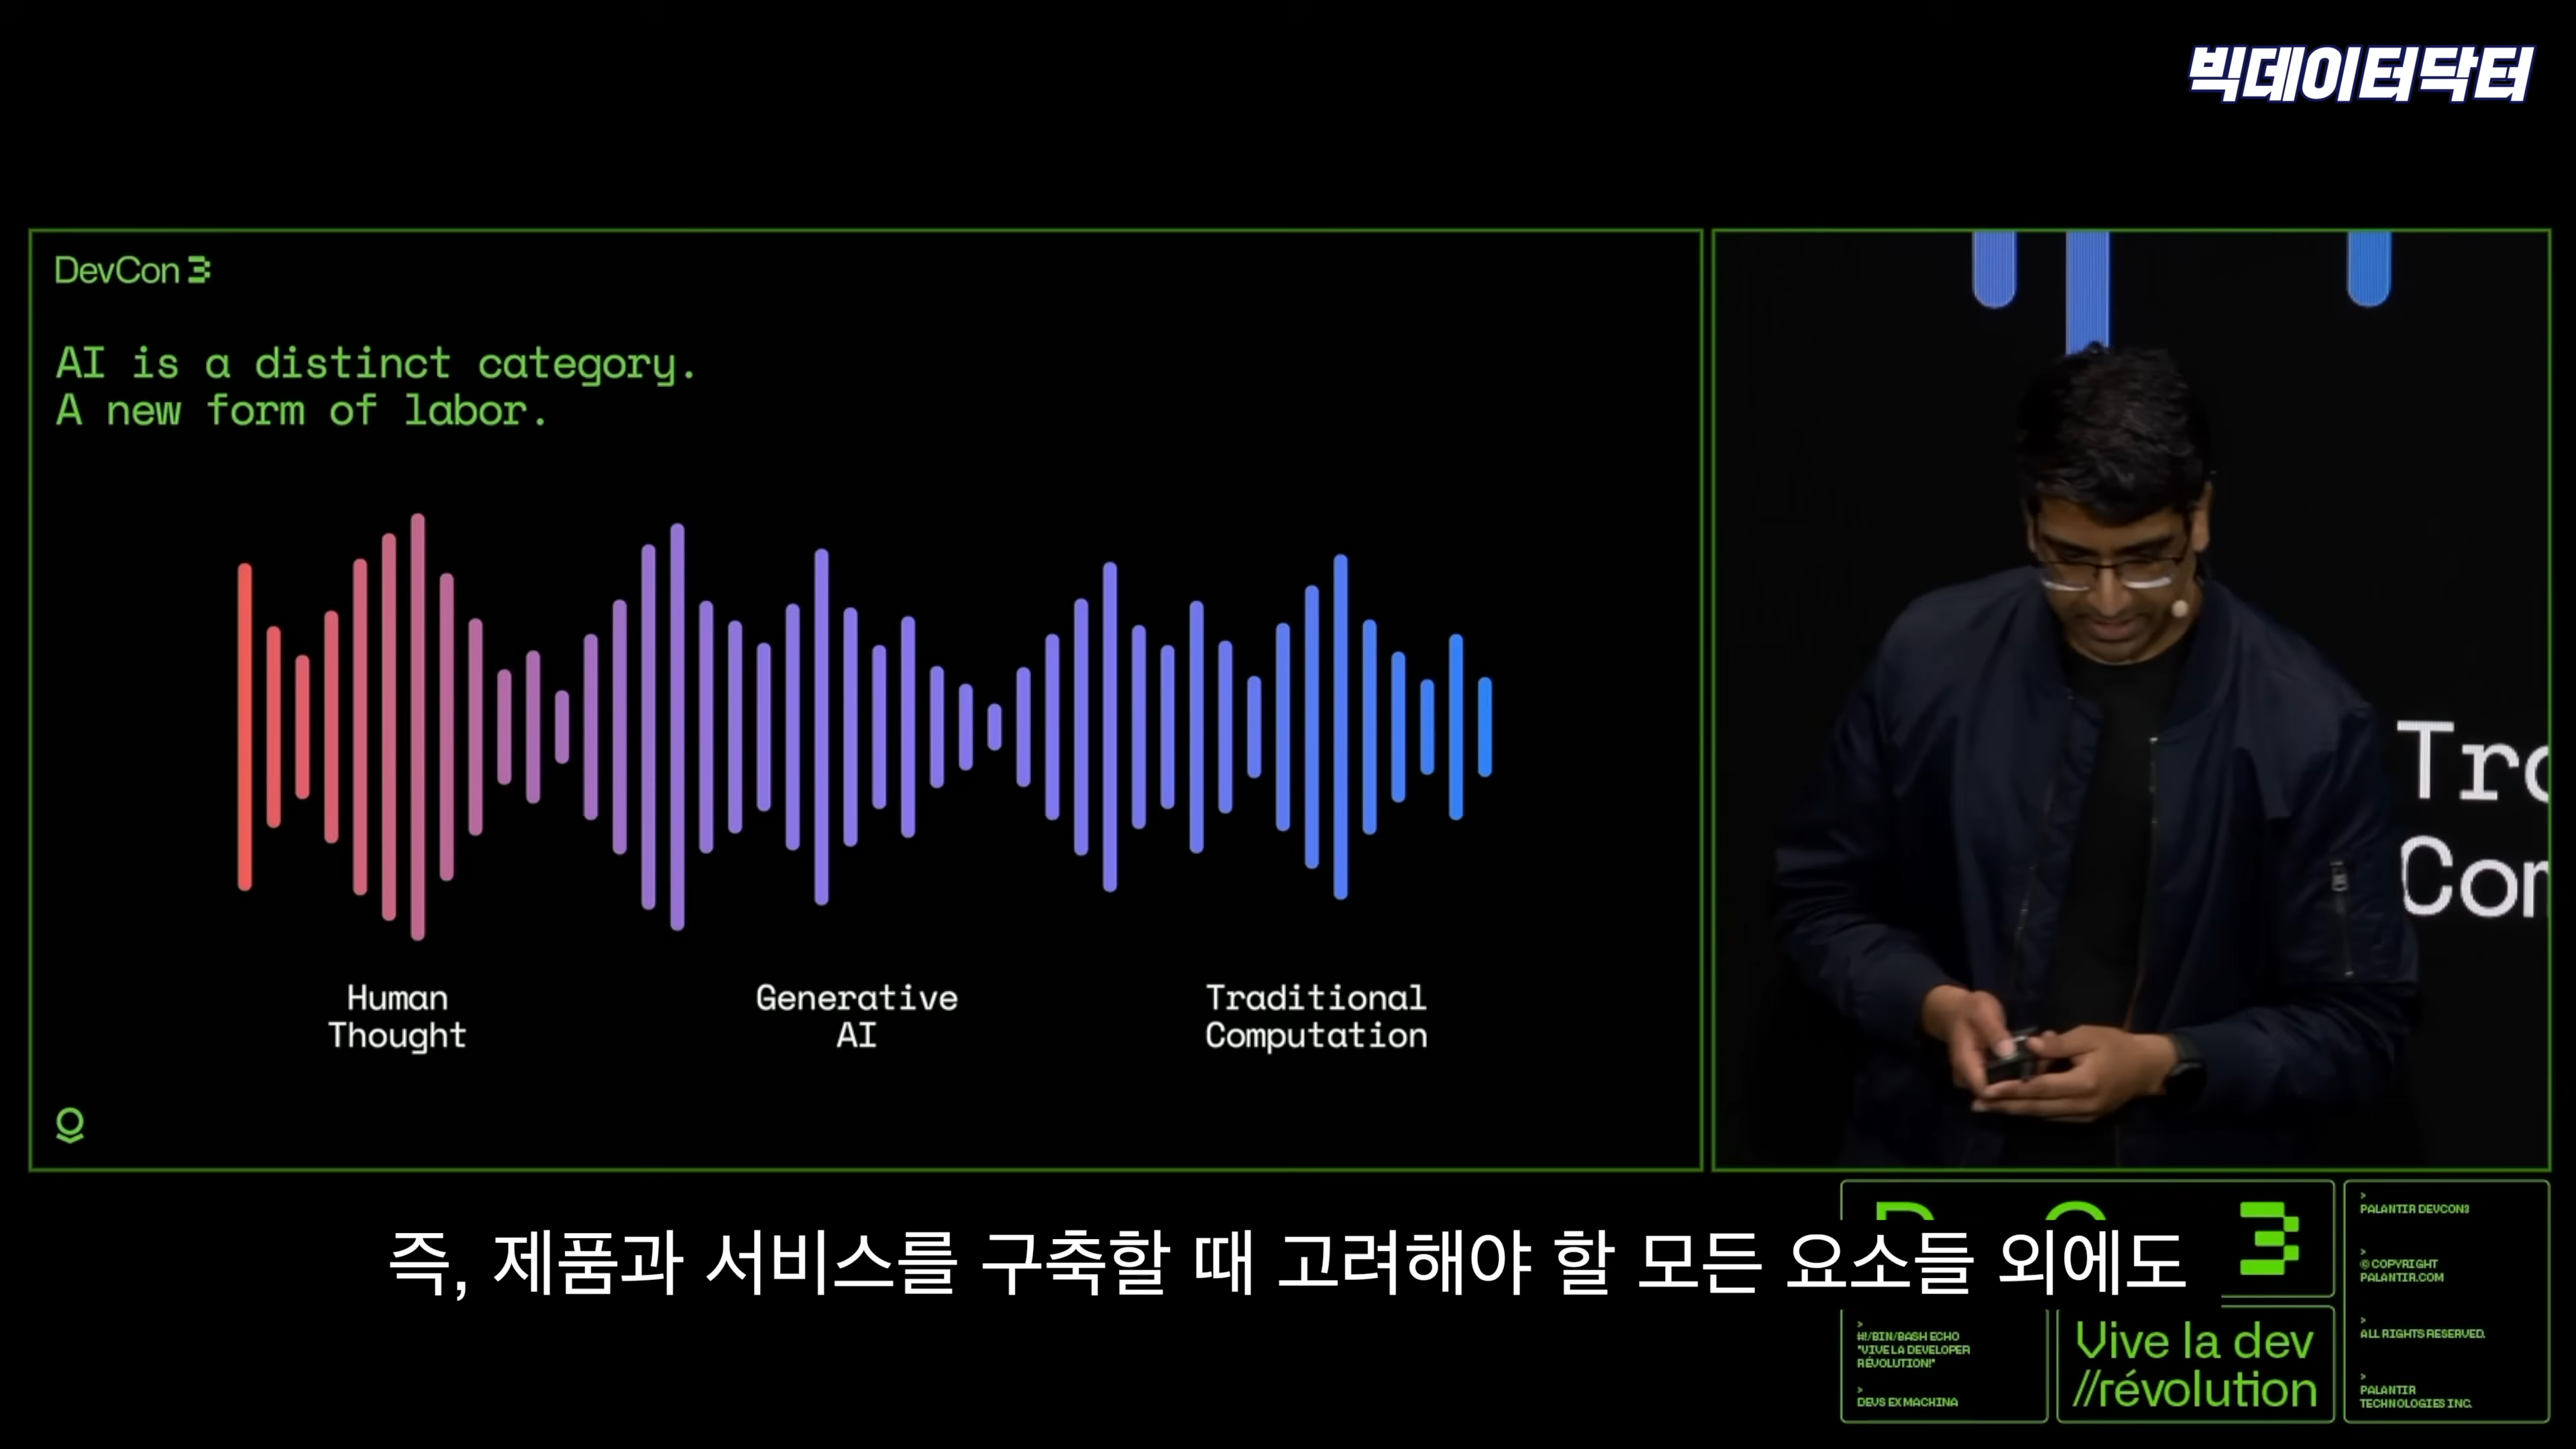 빅데이터닥터
DevCon 3
AI is a distinct category.
A new form of labor.
Human
Thought
Generative
AI
Traditional
Computation
즉, 제품과 서비스를 구축할 때 고려해야 할 모든 요소들 외에도
3
>
#!/BIN/BASH ECHO
"VIVE LA DEVELOPER
RÉVOLUTION!"
>
DEVS EX MACHINA
Vive la dev
//révolution
>
PALANTIR DEVCON3
>
© COPYRIGHT
PALANTIR.COM
>
ALL RIGHTS RESERVED.
>
PALANTIR
TECHNOLOGIES INC.